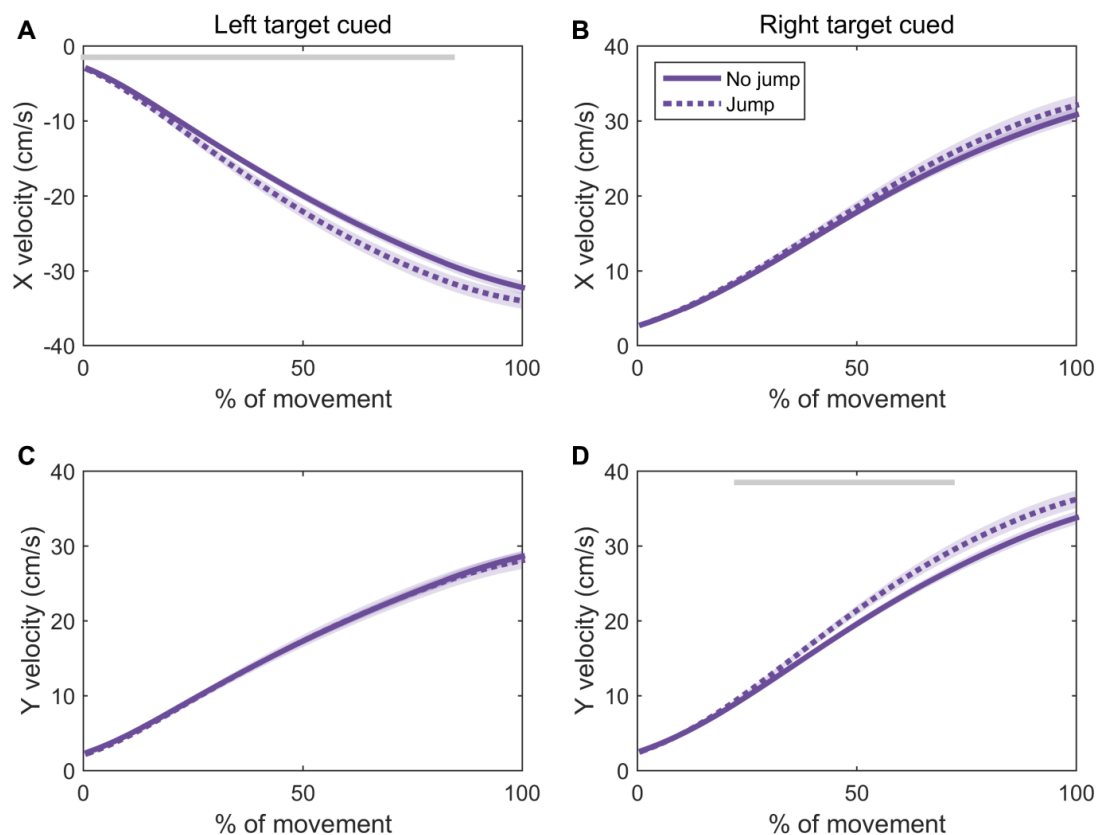 A
Left target cued
0
-10
-20
-30
-40
X velocity (cm/s)
0
50
100
% of movement
B
Right target cued
40
30
20
10
0
X velocity (cm/s)
No jump
Jump
0
50
100
% of movement
C
40
30
20
10
0
Y velocity (cm/s)
0
50
100
% of movement
D
40
30
20
10
0
Y velocity (cm/s)
0
50
100
% of movement